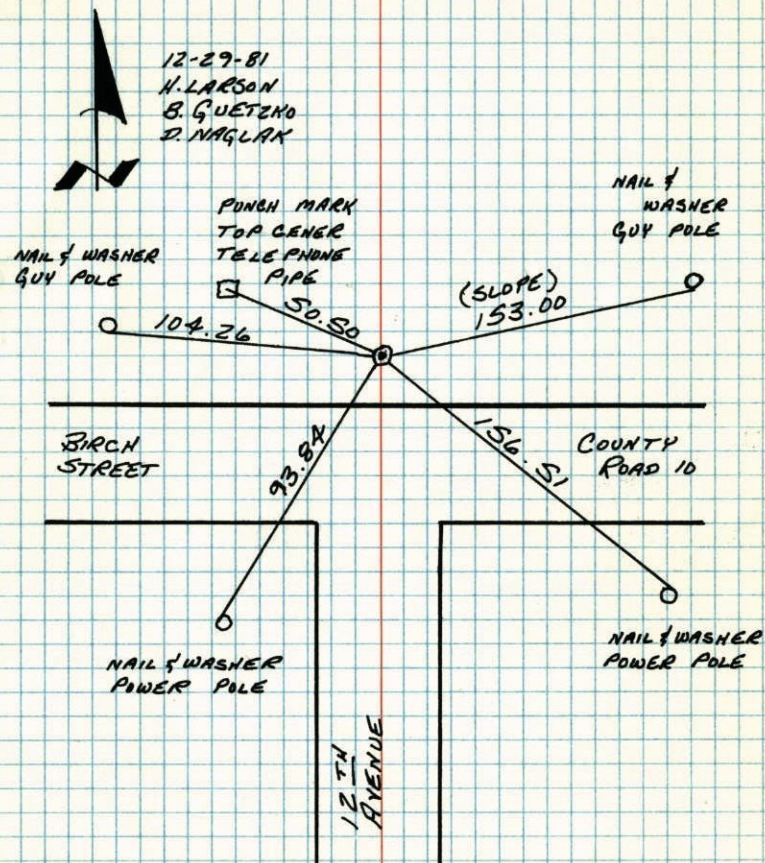 12-29-81
H. LARSON
B. GUETZKO
D. NAGLAK
NAIL &
WASHER
GUY POLE
PUNCH MARK
TOP CENER
TELEPHONE
PIPE
NAIL & WASHER
GUY POLE
50.50
(SLOPE)
153.00
104.26
BIRCH
STREET
93.84
156.51
COUNTY
ROAD 10
NAIL & WASHER
POWER POLE
NAIL & WASHER
POWER POLE
12TH
AVENUE